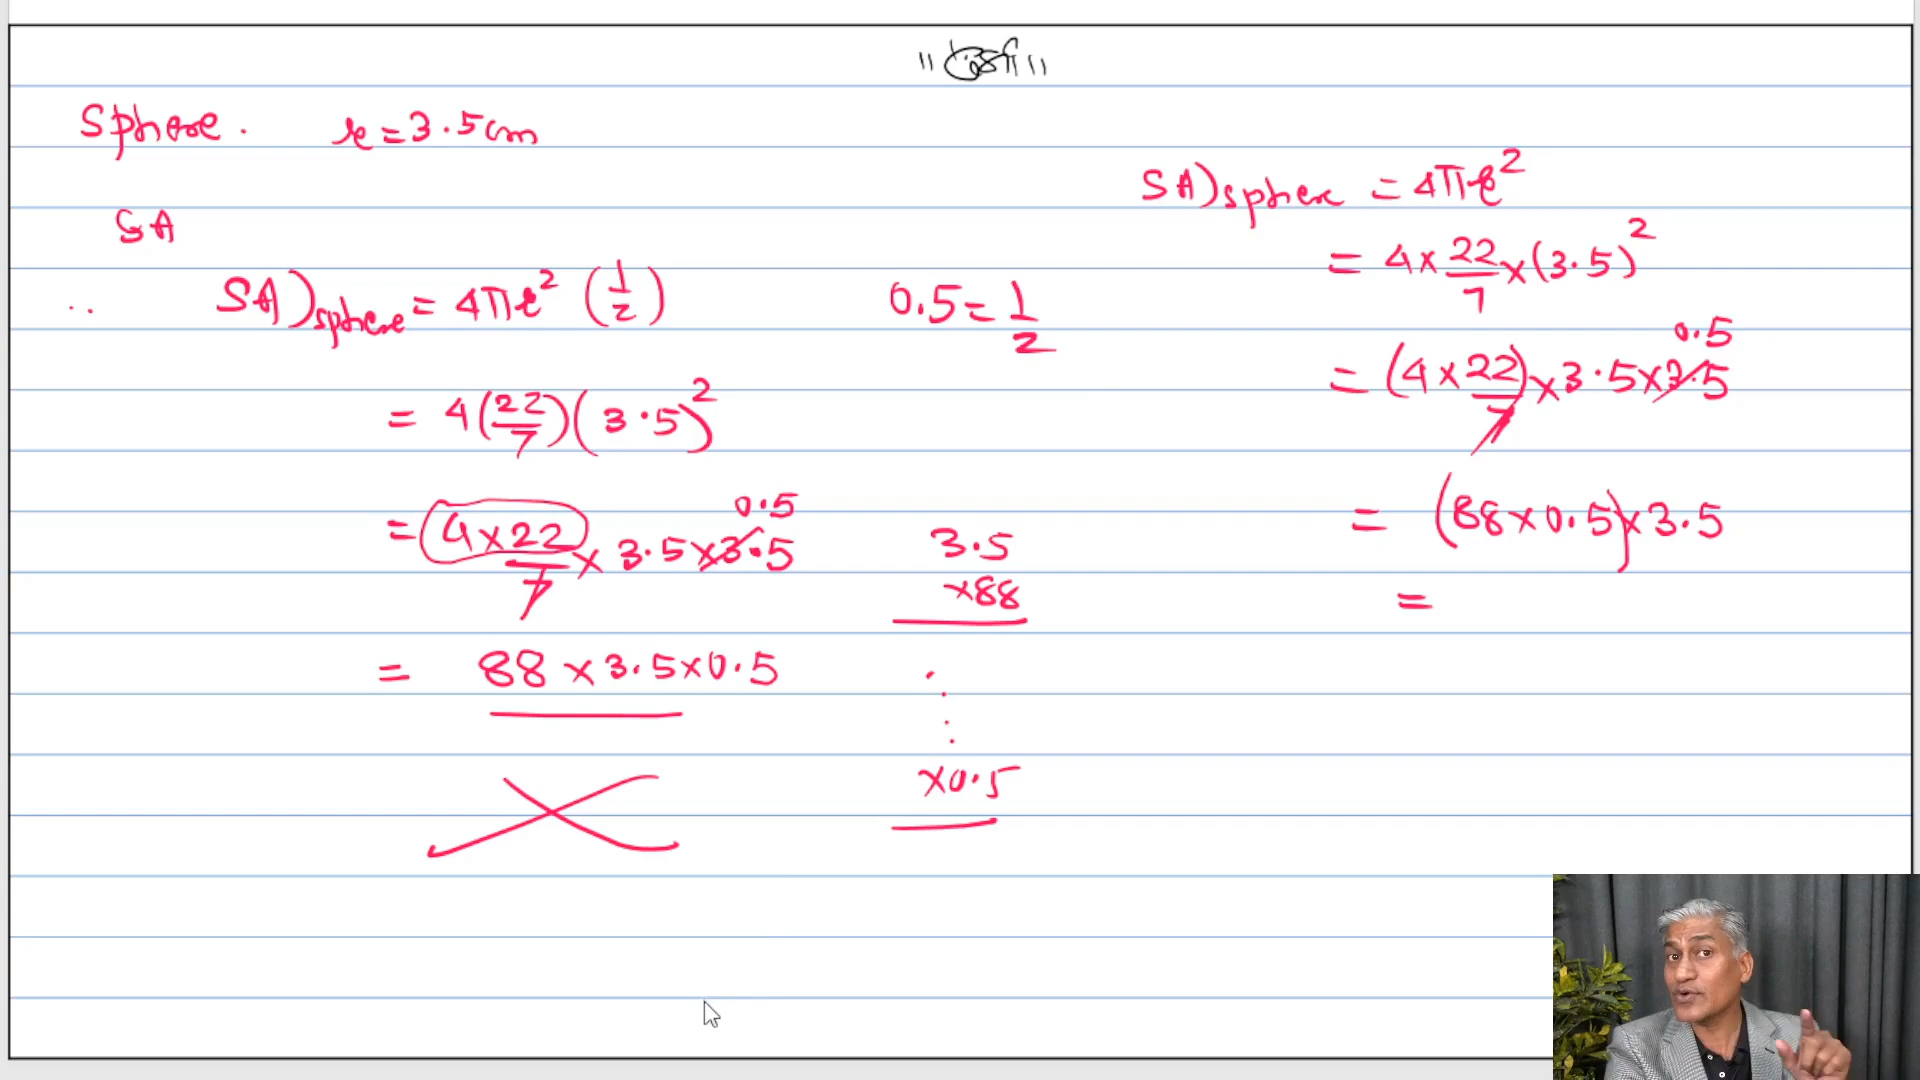 Sphere. r = 3.5 cm
SA
∴ SA)sphere = 4πr² (1/2)
= 4(22/7)(3.5)²
0.5
= 4×22/7 × 3.5×3.5
= 88 × 3.5×0.5
0.5 = 1/2
3.5
×88
×0.5
SA)sphere = 4πr²
= 4×22/7×(3.5)²
0.5
= (4×22/7)×3.5×3.5
= (88×0.5)×3.5
=